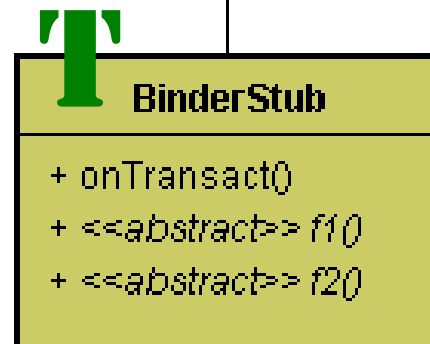 T
BinderStub
+ onTransact()
+ <<abstract>> f1()
+ <<abstract>> f2()